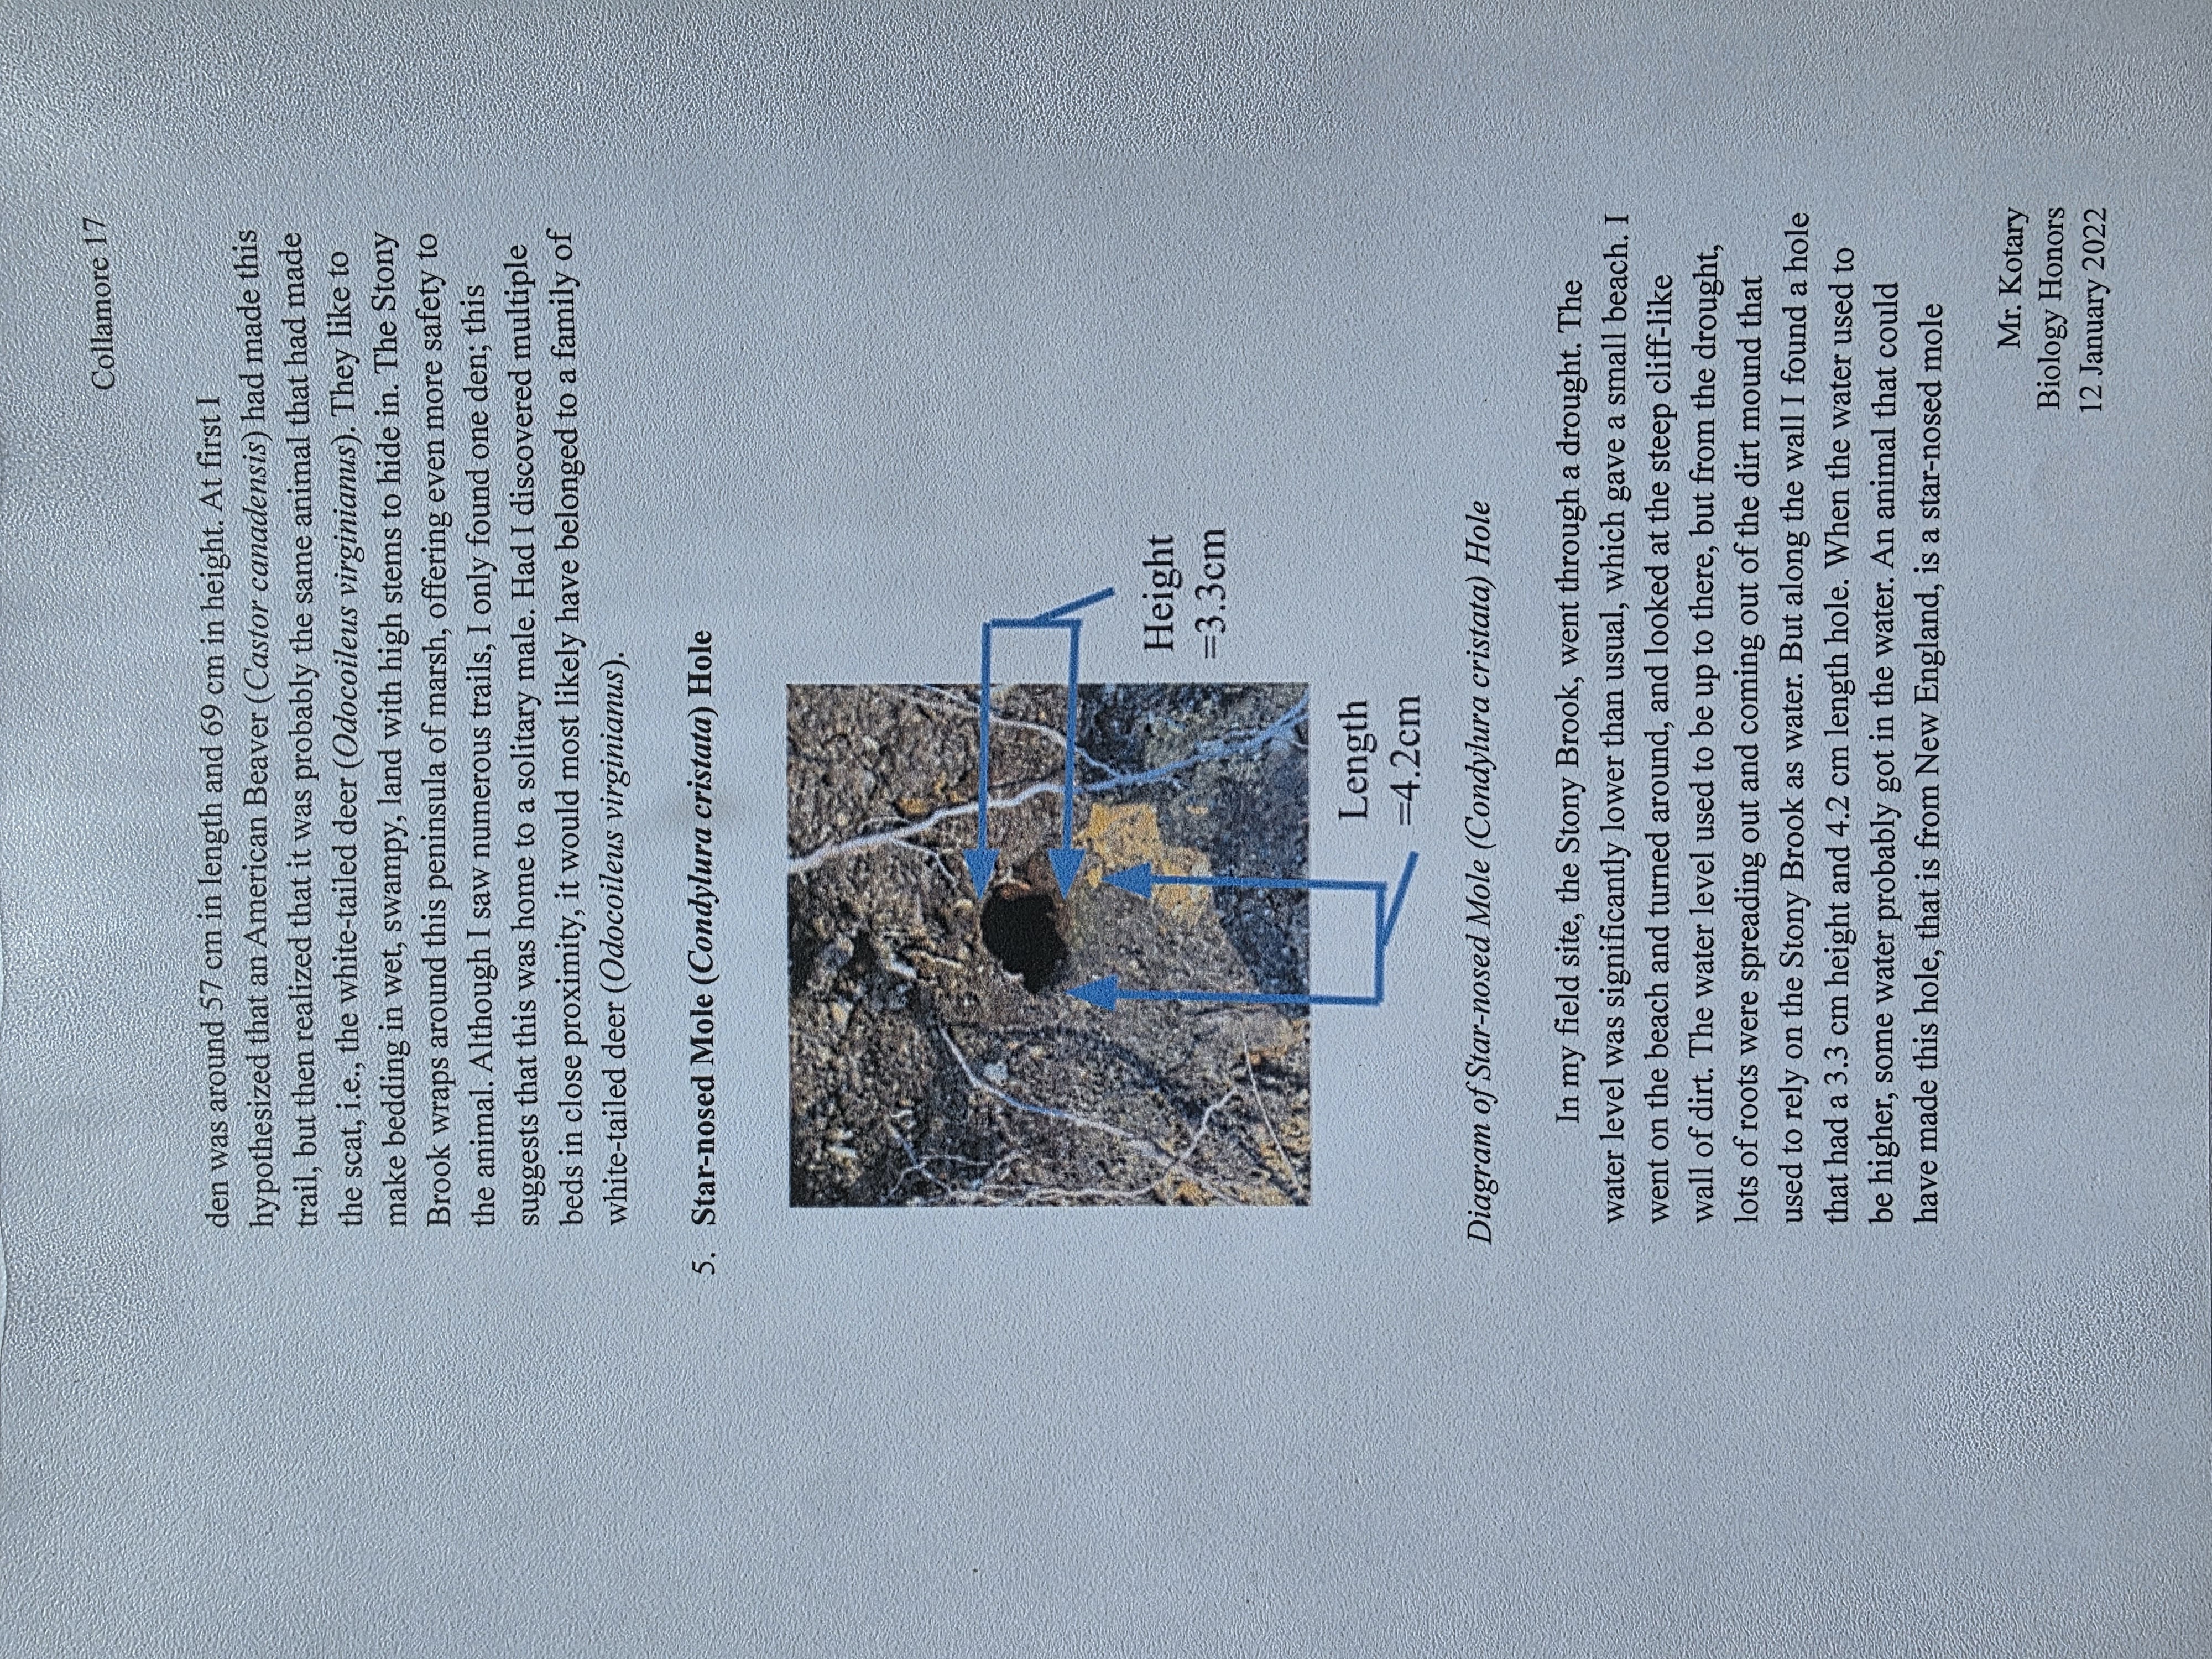 Collamore 17
den was around 57 cm in length and 69 cm in height. At first I
hypothesized that an American Beaver (Castor canadensis) had made this
trail, but then realized that it was probably the same animal that had made
the scat, i.e., the white-tailed deer (Odocoileus virginianus). They like to
make bedding in wet, swampy, land with high stems to hide in. The Stony
Brook wraps around this peninsula of marsh, offering even more safety to
the animal. Although I saw numerous trails, I only found one den; this
suggests that this was home to a solitary male. Had I discovered multiple
beds in close proximity, it would most likely have belonged to a family of
white-tailed deer (Odocoileus virginianus).
5. Star-nosed Mole (Condylura cristata) Hole
Height
=3.3cm
Length
=4.2cm
Diagram of Star-nosed Mole (Condylura cristata) Hole
In my field site, the Stony Brook, went through a drought. The
water level was significantly lower than usual, which gave a small beach. I
went on the beach and turned around, and looked at the steep cliff-like
wall of dirt. The water level used to be up to there, but from the drought,
lots of roots were spreading out and coming out of the dirt mound that
used to rely on the Stony Brook as water. But along the wall I found a hole
that had a 3.3 cm height and 4.2 cm length hole. When the water used to
be higher, some water probably got in the water. An animal that could
have made this hole, that is from New England, is a star-nosed mole
Mr. Kotary
Biology Honors
12 January 2022